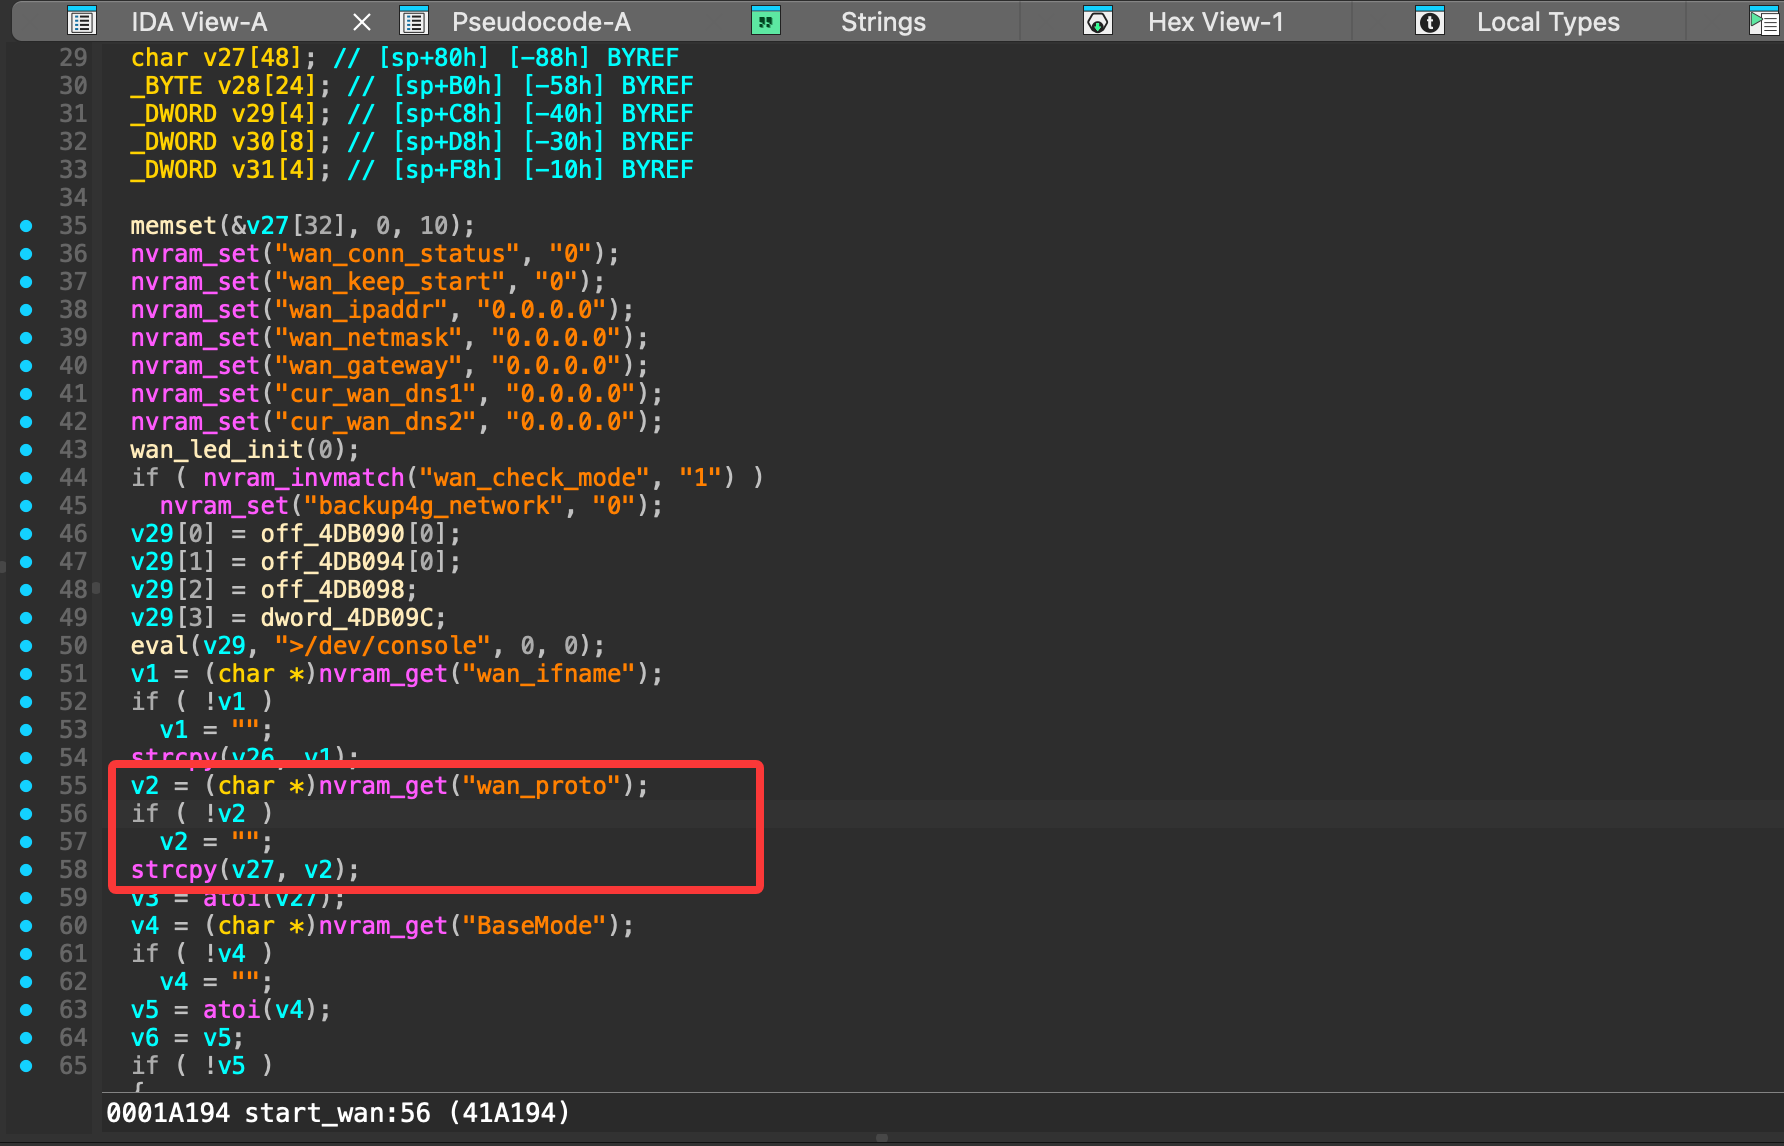 IDA View-A
Pseudocode-A
Strings
Hex View-1
Local Types
29 char v27[48]; // [sp+80h] [-88h] BYREF
30 _BYTE v28[24]; // [sp+B0h] [-58h] BYREF
31 _DWORD v29[4]; // [sp+C8h] [-40h] BYREF
32 _DWORD v30[8]; // [sp+D8h] [-30h] BYREF
33 _DWORD v31[4]; // [sp+F8h] [-10h] BYREF
34
35 memset(&v27[32], 0, 10);
36 nvram_set("wan_conn_status", "0");
37 nvram_set("wan_keep_start", "0");
38 nvram_set("wan_ipaddr", "0.0.0.0");
39 nvram_set("wan_netmask", "0.0.0.0");
40 nvram_set("wan_gateway", "0.0.0.0");
41 nvram_set("cur_wan_dns1", "0.0.0.0");
42 nvram_set("cur_wan_dns2", "0.0.0.0");
43 wan_led_init(0);
44 if ( nvram_invmatch("wan_check_mode", "1") )
45 nvram_set("backup4g_network", "0");
46 v29[0] = off_4DB090[0];
47 v29[1] = off_4DB094[0];
48 v29[2] = off_4DB098;
49 v29[3] = dword_4DB09C;
50 eval(v29, ">/dev/console", 0, 0);
51 v1 = (char *)nvram_get("wan_ifname");
52 if ( !v1 )
53 v1 = "";
54 strcpy(v26, v1);
55 v2 = (char *)nvram_get("wan_proto");
56 if ( !v2 )
57 v2 = "";
58 strcpy(v27, v2);
59 v3 = atoi(v27);
60 v4 = (char *)nvram_get("BaseMode");
61 if ( !v4 )
62 v4 = "";
63 v5 = atoi(v4);
64 v6 = v5;
65 if ( !v5 )
{
0001A194 start_wan:56 (41A194)